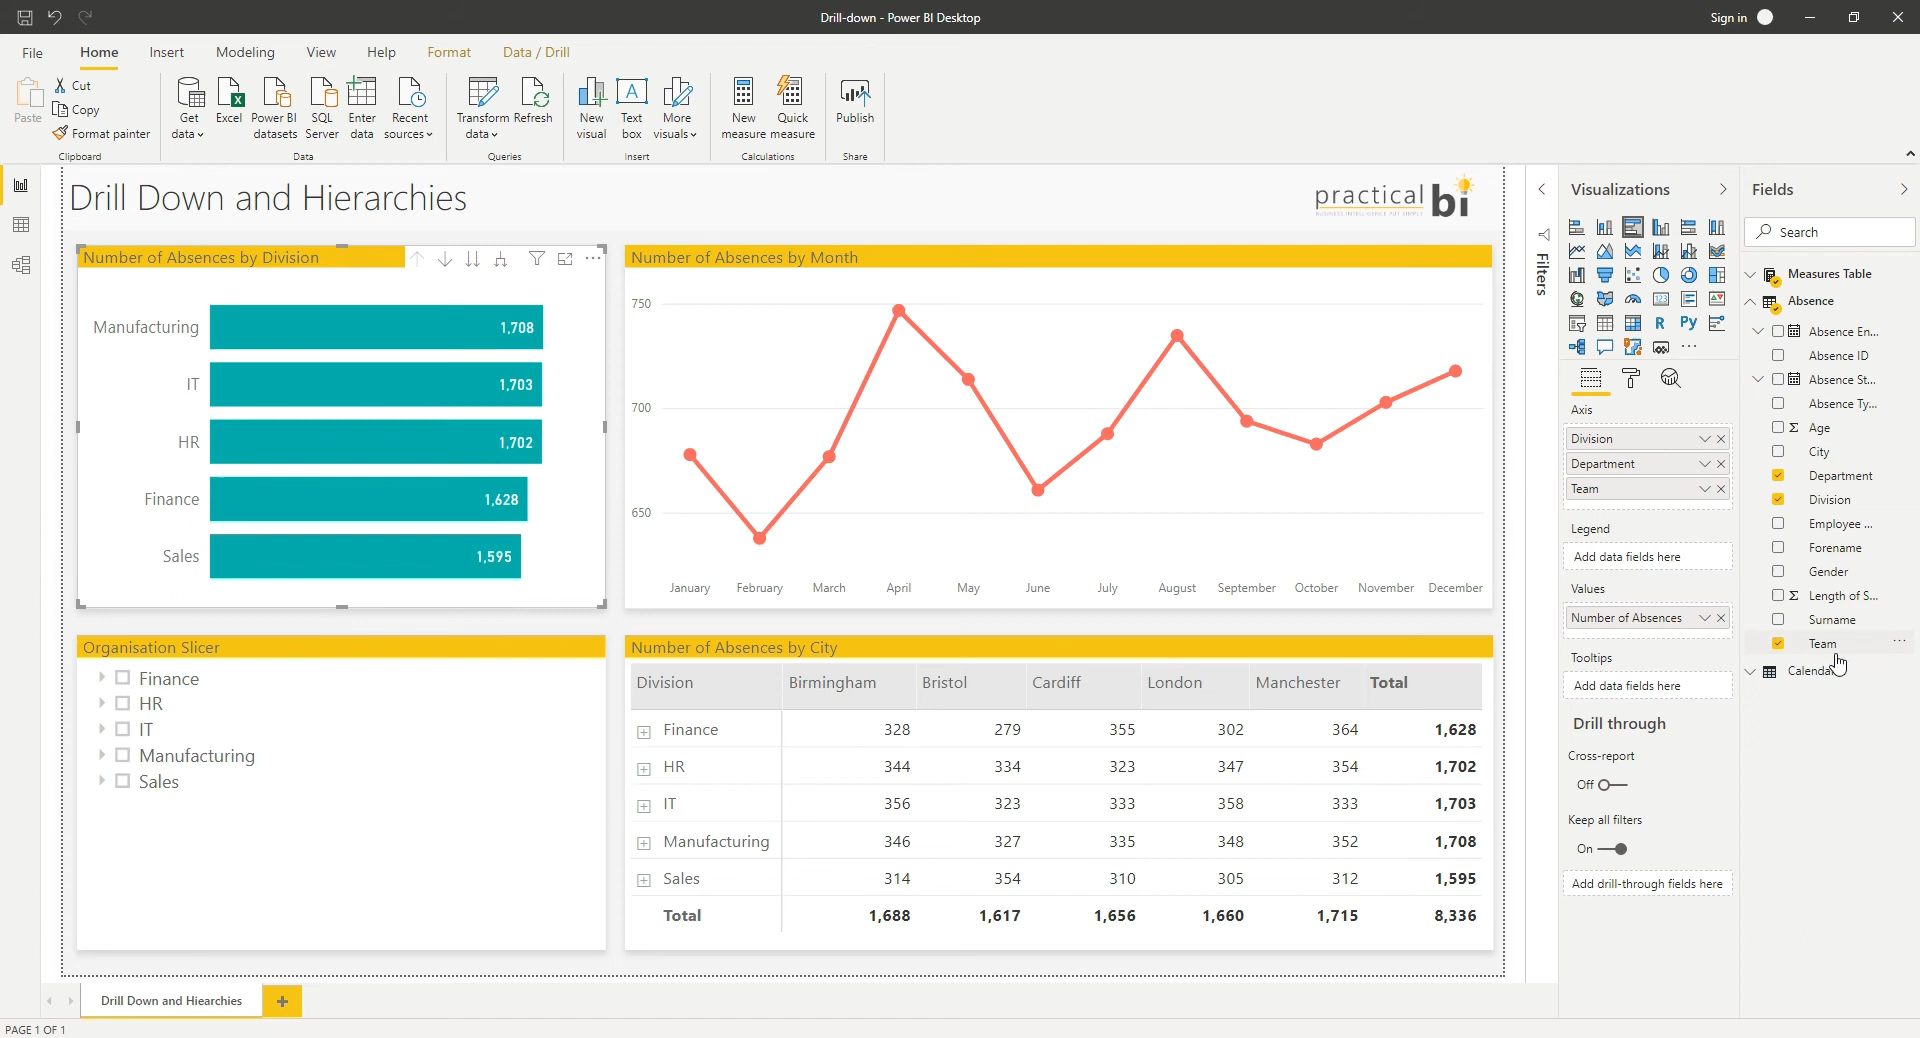 Drill-down - Power BI Desktop
Sign in
File Home Insert Modeling View Help Format Data / Drill
Paste
Cut
Copy
Format painter
Clipboard
Get data
Excel
Power BI datasets
SQL Server
Enter data
Recent sources
Data
Transform data
Refresh
Queries
New visual
Text box
More visuals
Insert
New measure
Quick measure
Calculations
Publish
Share
Drill Down and Hierarchies
practical bi
Number of Absences by Division
Manufacturing 1,708
IT 1,703
HR 1,702
Finance 1,628
Sales 1,595
Number of Absences by Month
750
700
650
January February March April May June July August September October November December
Organisation Slicer
Finance
HR
IT
Manufacturing
Sales
Number of Absences by City
Division Birmingham Bristol Cardiff London Manchester Total
Finance 328 279 355 302 364 1,628
HR 344 334 323 347 354 1,702
IT 356 323 333 358 333 1,703
Manufacturing 346 327 335 348 352 1,708
Sales 314 354 310 305 312 1,595
Total 1,688 1,617 1,656 1,660 1,715 8,336
Filters
Visualizations
R Py
Axis
Division
Department
Team
Legend
Add data fields here
Values
Number of Absences
Tooltips
Add data fields here
Drill through
Cross-report
Off
Keep all filters
On
Add drill-through fields here
Fields
Search
Measures Table
Absence
Absence En...
Absence ID
Absence St...
Absence Ty...
Σ Age
City
Department
Division
Employee ...
Forename
Gender
Σ Length of S...
Surname
Team
Drill Down and Hiearchies
PAGE 1 OF 1